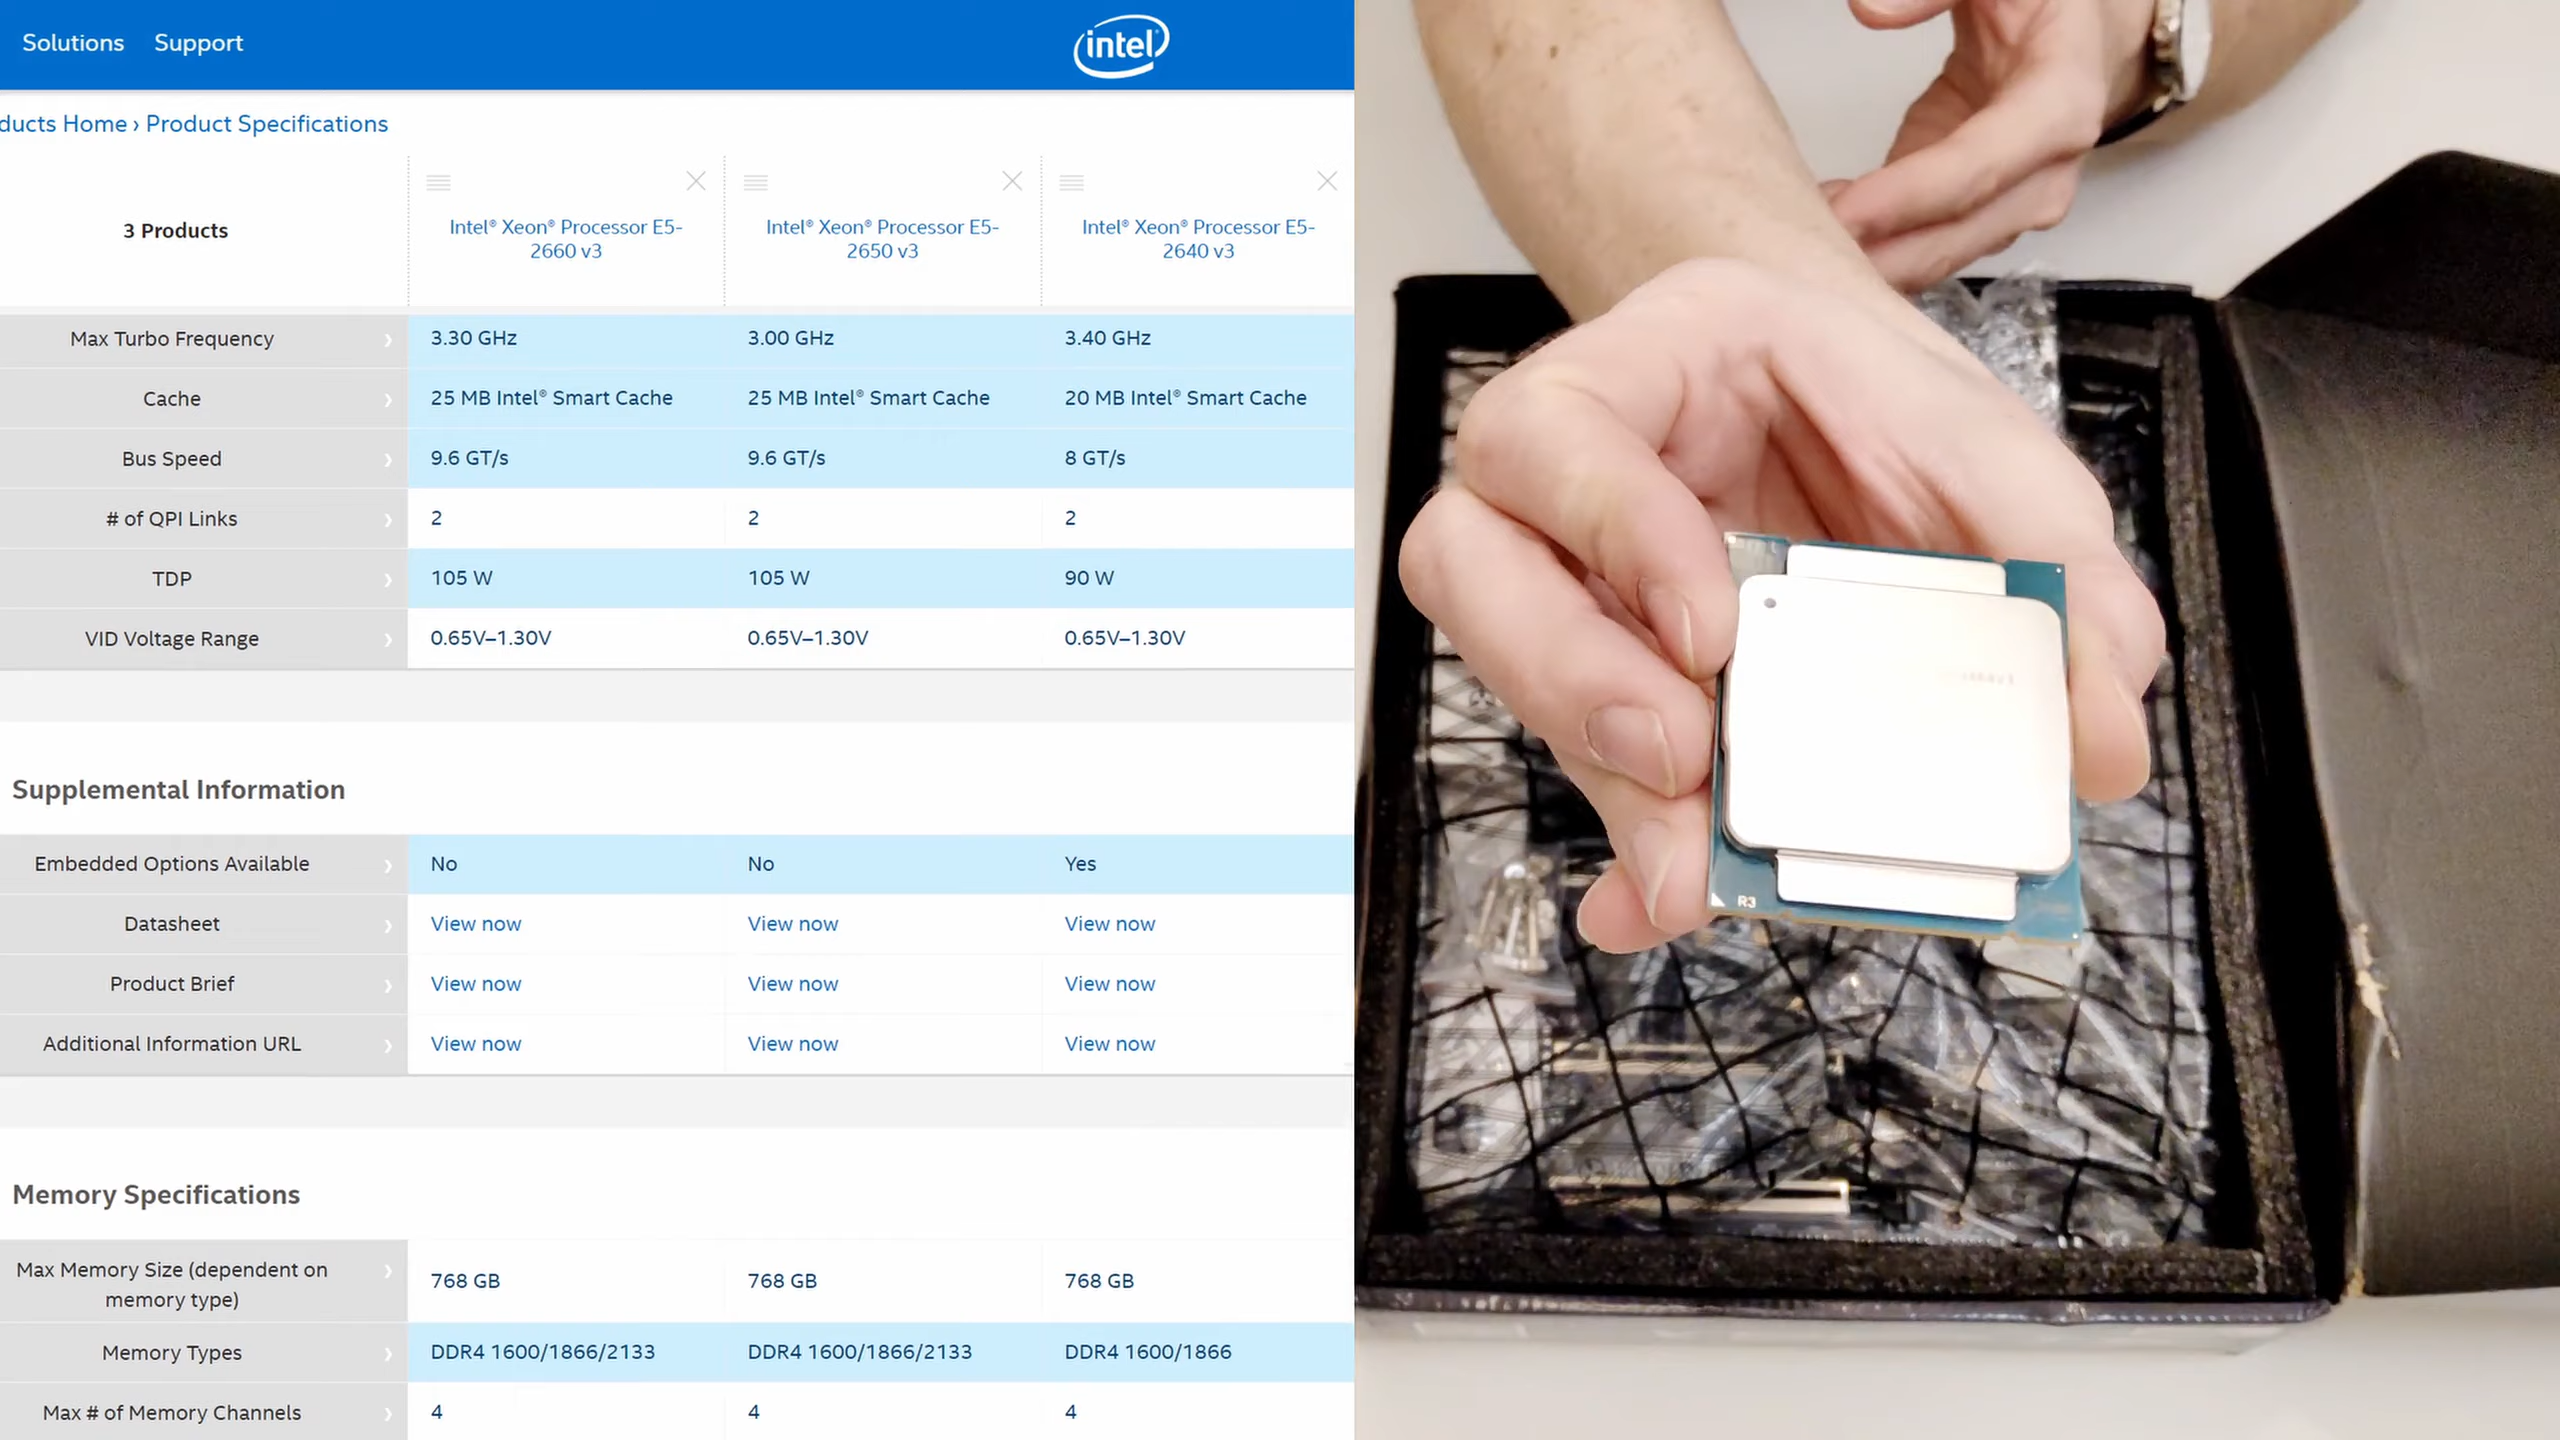 Solutions Support
intel
ducts Home › Product Specifications
3 Products
Intel® Xeon® Processor E5-
2660 v3
Intel® Xeon® Processor E5-
2650 v3
Intel® Xeon® Processor E5-
2640 v3
Max Turbo Frequency 3.30 GHz 3.00 GHz 3.40 GHz
Cache 25 MB Intel® Smart Cache 25 MB Intel® Smart Cache 20 MB Intel® Smart Cache
Bus Speed 9.6 GT/s 9.6 GT/s 8 GT/s
# of QPI Links 2 2 2
TDP 105 W 105 W 90 W
VID Voltage Range 0.65V–1.30V 0.65V–1.30V 0.65V–1.30V
Supplemental Information
Embedded Options Available No No Yes
Datasheet View now View now View now
Product Brief View now View now View now
Additional Information URL View now View now View now
Memory Specifications
Max Memory Size (dependent on
memory type) 768 GB 768 GB 768 GB
Memory Types DDR4 1600/1866/2133 DDR4 1600/1866/2133 DDR4 1600/1866
Max # of Memory Channels 4 4 4
R3